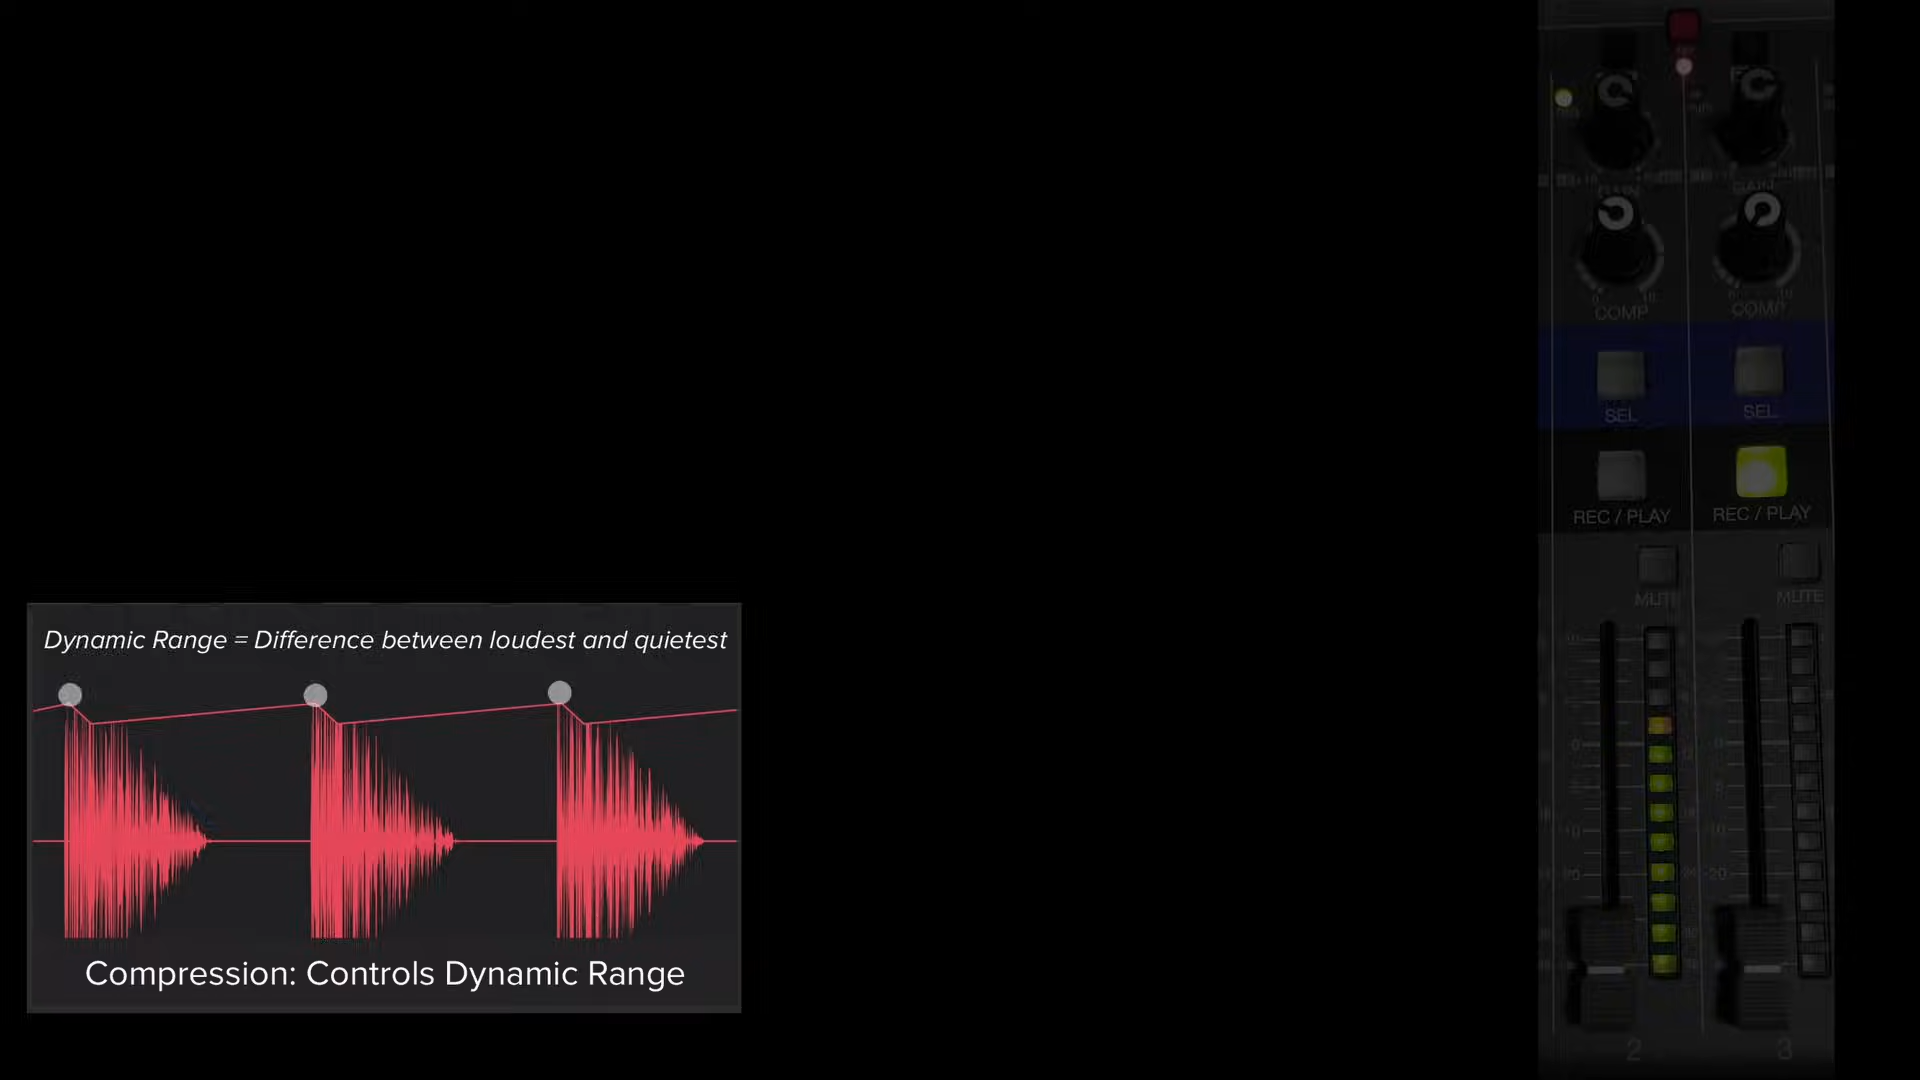 Dynamic Range = Difference between loudest and quietest
Compression: Controls Dynamic Range
GAIN
COMP
COMP
SEL
SEL
REC / PLAY
REC / PLAY
MUTE
MUTE
2
3